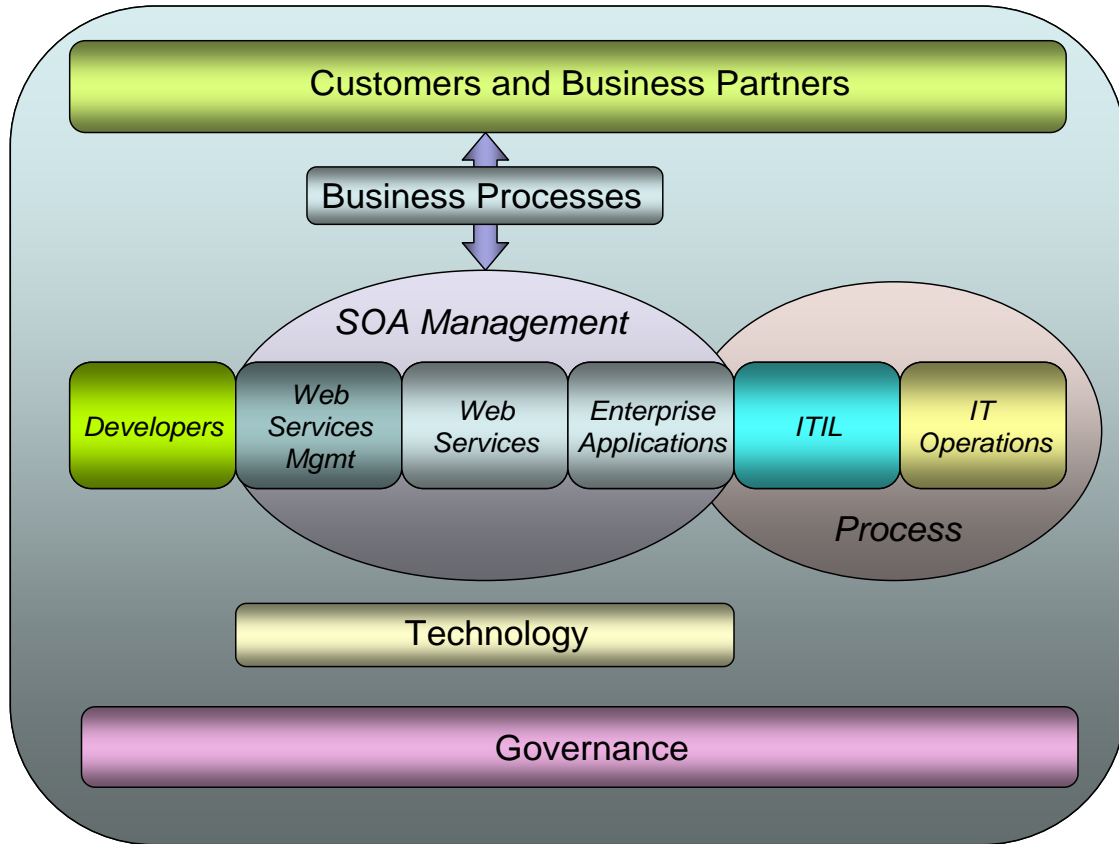 Customers and Business Partners
Business Processes
SOA Management
Developers
Web
Services
Mgmt
Web
Services
Enterprise
Applications
ITIL
IT
Operations
Process
Technology
Governance